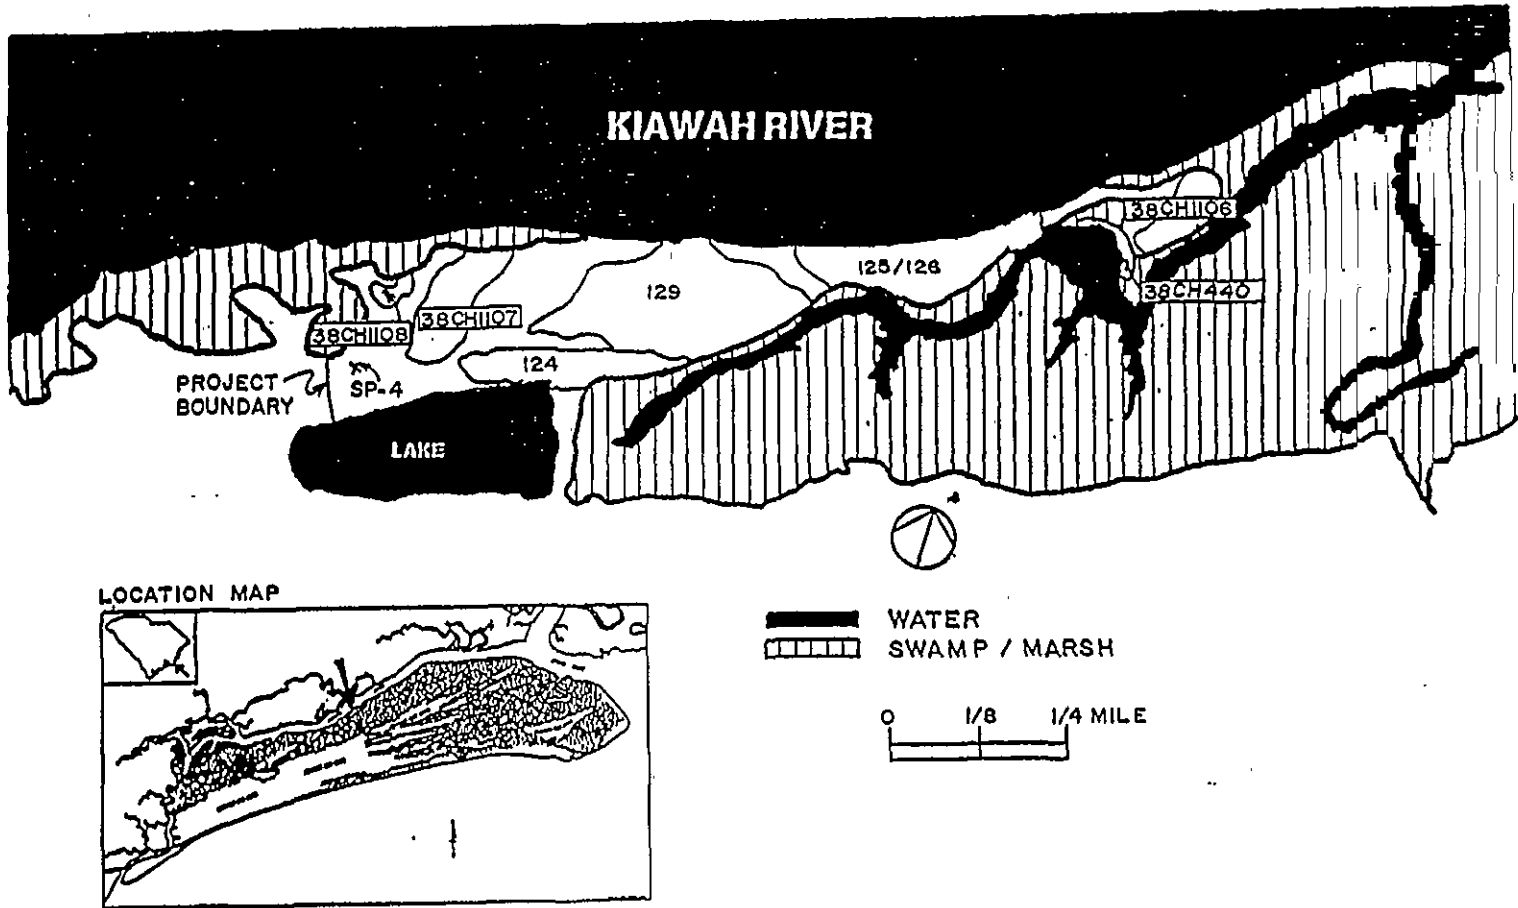 KIAWAH RIVER
38CH1106
125/126
129
38CH440
38CH1107
38CH1108
124
PROJECT
BOUNDARY
SP-4
LAKE
LOCATION MAP
WATER
SWAMP / MARSH
0 1/8 1/4 MILE